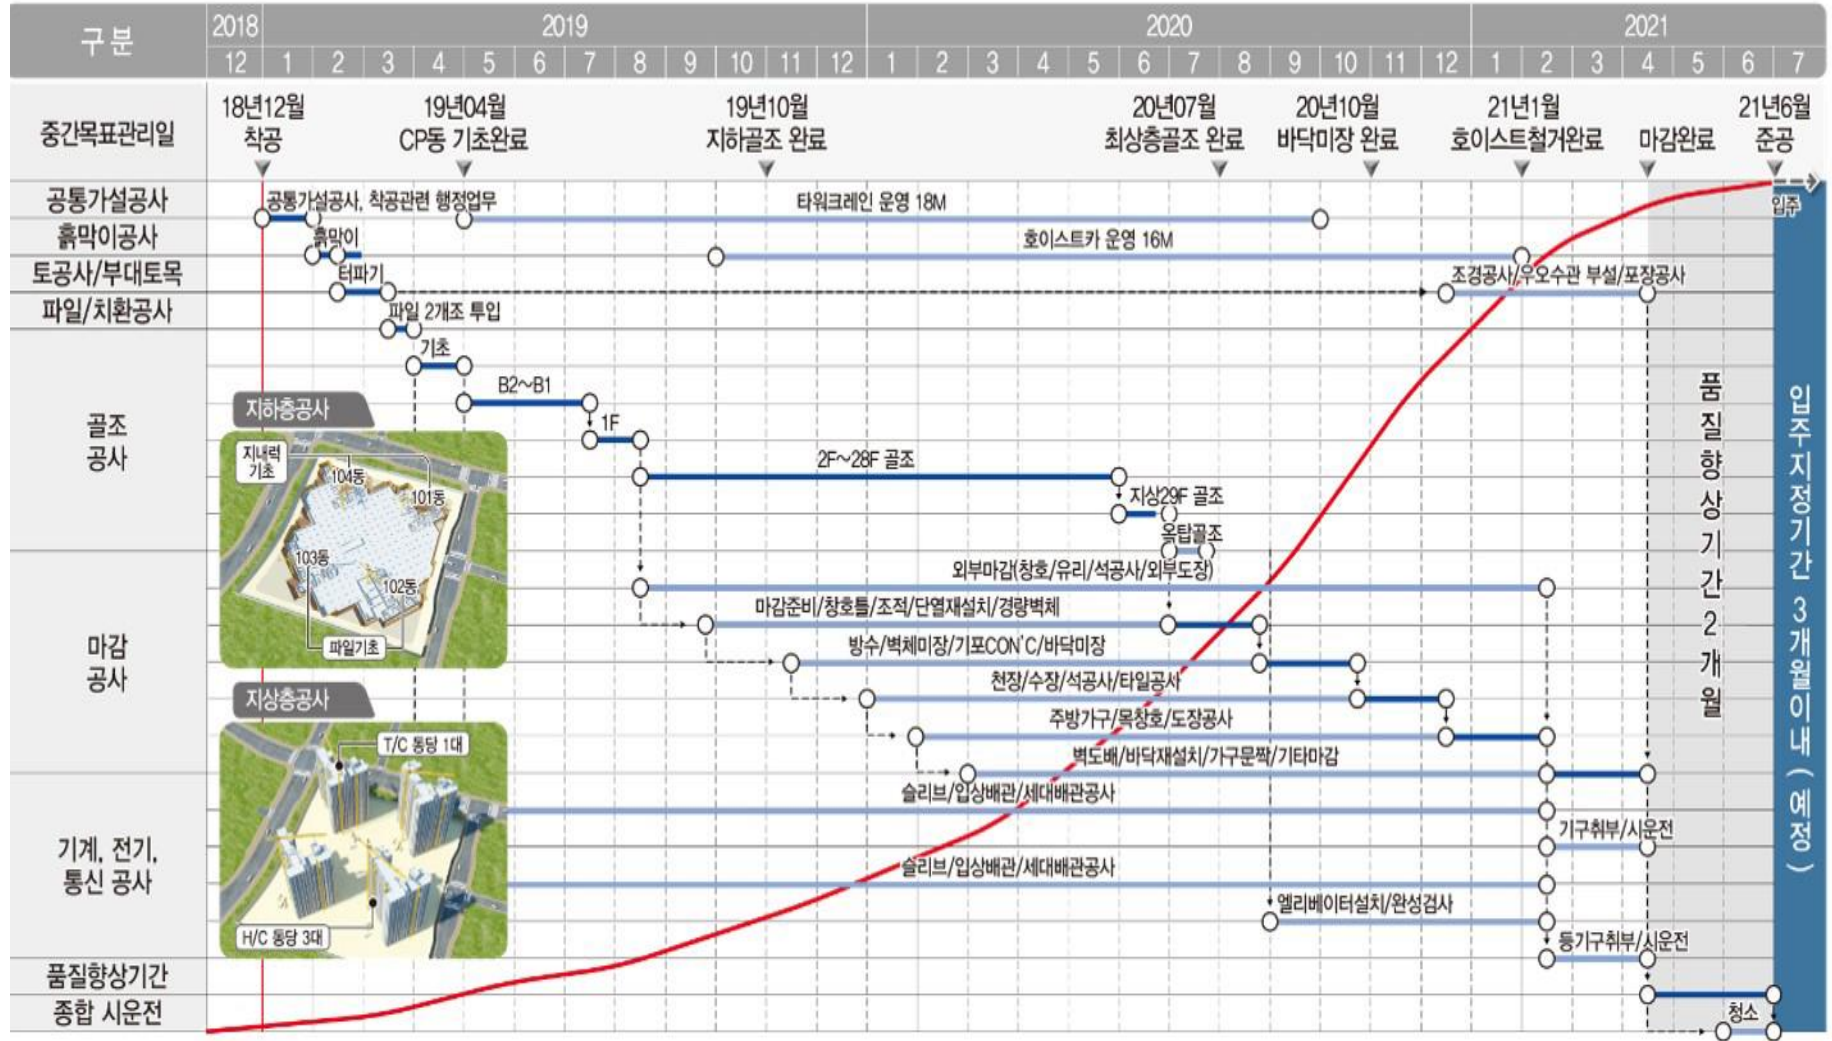 구 분
2018 2019 2020 2021
12 1 2 3 4 5 6 7 8 9 10 11 12 1 2 3 4 5 6 7 8 9 10 11 12 1 2 3 4 5 6 7
중간목표관리일
18년12월
착공
19년04월
CP동 기초완료
19년10월
지하골조 완료
20년07월
최상층골조 완료
20년10월
바닥미장 완료
21년1월
호이스트철거완료
마감완료
21년6월
준공
공통가설공사
공통가설공사, 착공관련 행정업무
타워크레인 운영 18M
입주
흙막이공사
흙막이
호이스트카 운영 16M
토공사/부대토목
터파기
조경공사/우오수관 부설/포장공사
파일/치환공사
파일 2개조 투입
골조
공사
기초
B2~B1
1F
2F~28F 골조
지상29F 골조
옥탑골조
지하층공사
지내력
기초
104동
101동
103동
102동
파일기초
마감
공사
외부마감(창호/유리/석공사/외부도장)
마감준비/창호틀/조적/단열재설치/경량벽체
방수/벽체미장/기포CON'C/바닥미장
천장/수장/석공사/타일공사
주방가구/목창호/도장공사
벽도배/바닥재설치/가구문짝/기타마감
지상층공사
T/C 동당 1대
H/C 동당 3대
기계, 전기,
통신 공사
슬리브/입상배관/세대배관공사
기구취부/시운전
슬리브/입상배관/세대배관공사
엘리베이터설치/완성검사
등기구취부/시운전
품질향상기간
종합 시운전
청소
품질향상기간 2개월
입주지정기간 3개월이내 (예정)